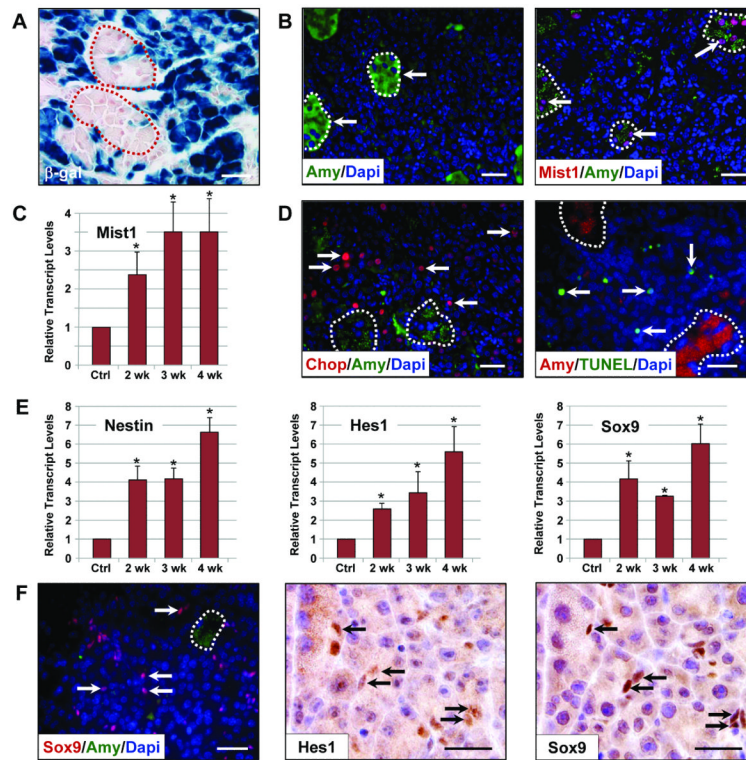 A
B
β-gal
Amy/Dapi
Mist1/Amy/Dapi
C
D
Relative Transcript Levels
4
3
2
1
0
Mist1
Ctrl 2 wk 3 wk 4 wk
* * *
Chop/Amy/Dapi
Amy/TUNEL/Dapi
E
Relative Transcript Levels
8
7
6
5
4
3
2
1
0
Nestin
Ctrl 2 wk 3 wk 4 wk
* * *
Relative Transcript Levels
8
7
6
5
4
3
2
1
0
Hes1
Ctrl 2 wk 3 wk 4 wk
* * *
Relative Transcript Levels
8
7
6
5
4
3
2
1
0
Sox9
Ctrl 2 wk 3 wk 4 wk
* * *
F
Sox9/Amy/Dapi
Hes1
Sox9